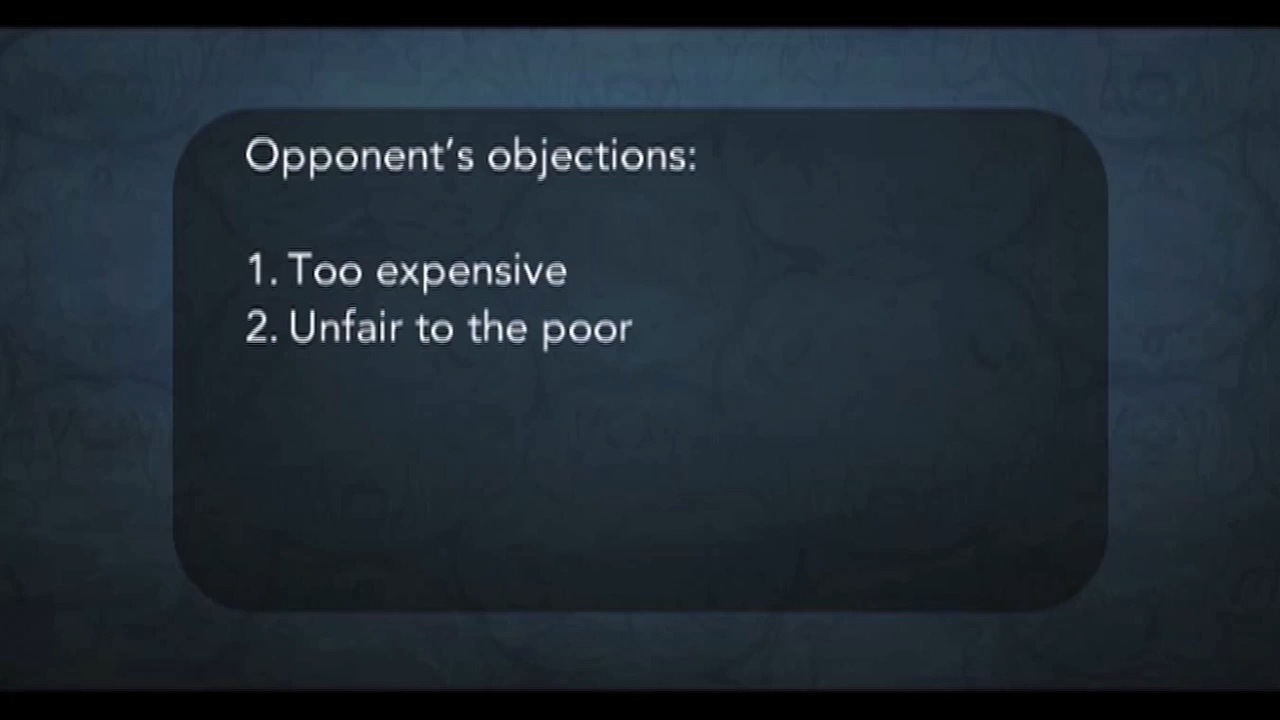 Opponent’s objections:
1. Too expensive
2. Unfair to the poor